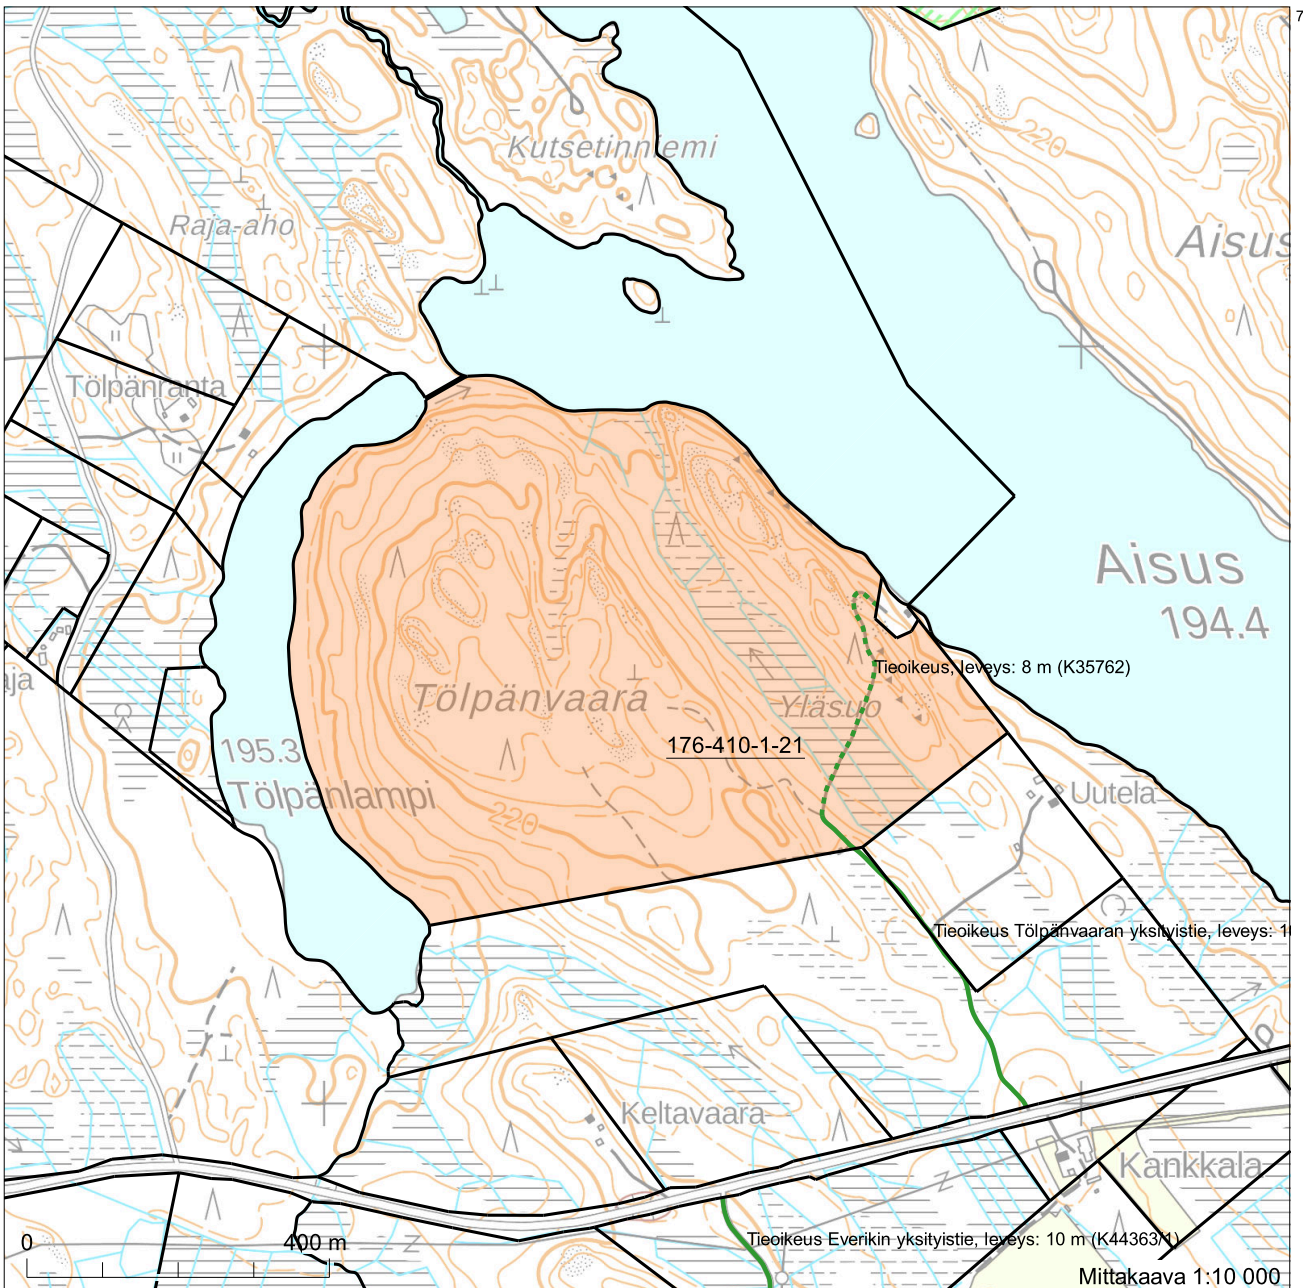 7
Kutsetinniemi
220
Raja-aho
Aisus
Tölpänranta
Aisus
194.4
Tieoikeus, leveys: 8 m (K35762)
aja
Tölpänvaara
Yläsuo
176-410-1-21
195.3
Tölpänlampi
Uutela
220
Tieoikeus Tölpänvaaran yksityistie, leveys: 1
Keltavaara
Kankkala
0
400 m
Tieoikeus Everikin yksityistie, leveys: 10 m (K44363/1)
Mittakaava 1:10 000